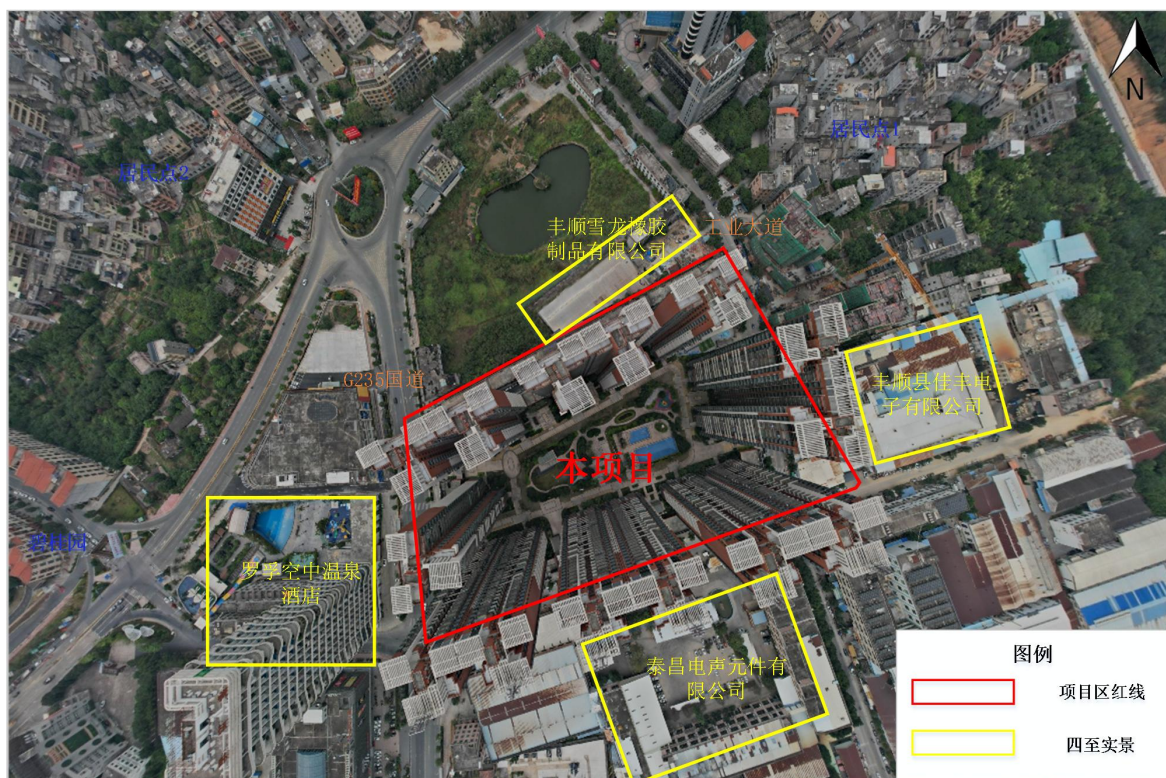 N
居民点1
居民点2
丰顺雪龙橡胶
制品有限公司
工业大道
G235国道
丰顺县佳丰电
子有限公司
本项目
碧桂园
罗孚空中温泉
酒店
泰昌电声元件有
限公司
图例
项目区红线
四至实景